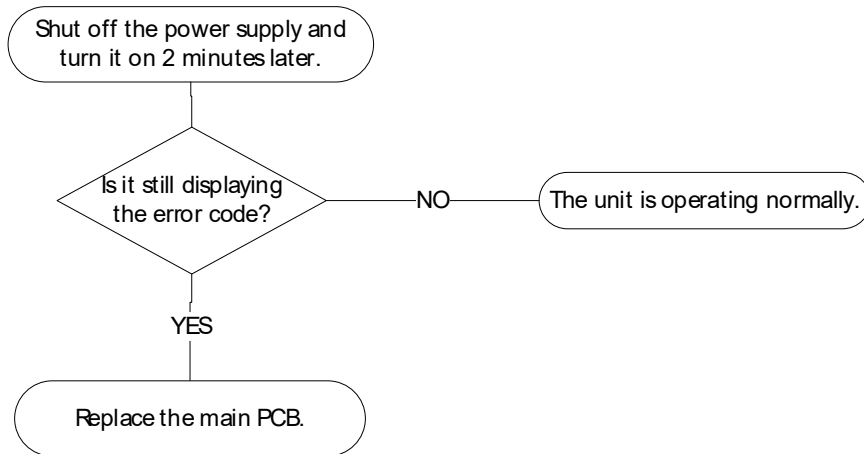 Shut off the power supply and
turn it on 2 minutes later.
Is it still displaying
the error code?
NO
The unit is operating normally.
YES
Replace the main PCB.